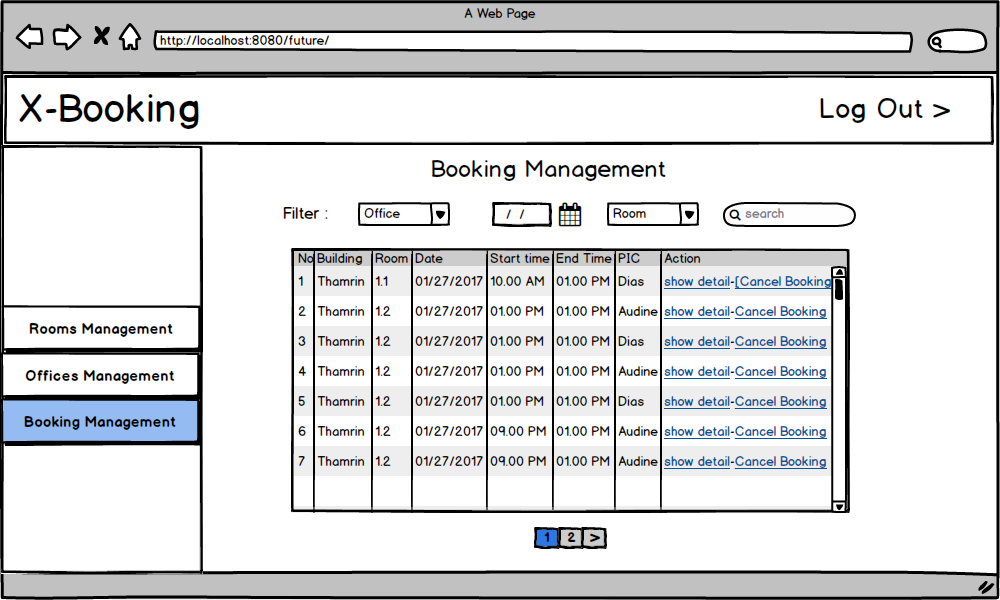 A Web Page
http://localhost:8080/future/
X-Booking
Log Out >
Booking Management
Filter :
Office
/ /
Room
search
No Building Room Date Start time End Time PIC Action
1 Thamrin 1.1 01/27/2017 10.00 AM 01.00 PM Dias show detail-[Cancel Booking
2 Thamrin 1.2 01/27/2017 01.00 PM 01.00 PM Audine show detail-Cancel Booking
3 Thamrin 1.2 01/27/2017 01.00 PM 01.00 PM Dias show detail-Cancel Booking
4 Thamrin 1.2 01/27/2017 01.00 PM 01.00 PM Audine show detail-Cancel Booking
5 Thamrin 1.2 01/27/2017 01.00 PM 01.00 PM Dias show detail-Cancel Booking
6 Thamrin 1.2 01/27/2017 09.00 PM 01.00 PM Audine show detail-Cancel Booking
7 Thamrin 1.2 01/27/2017 09.00 PM 01.00 PM Audine show detail-Cancel Booking
1 2 >
Rooms Management
Offices Management
Booking Management